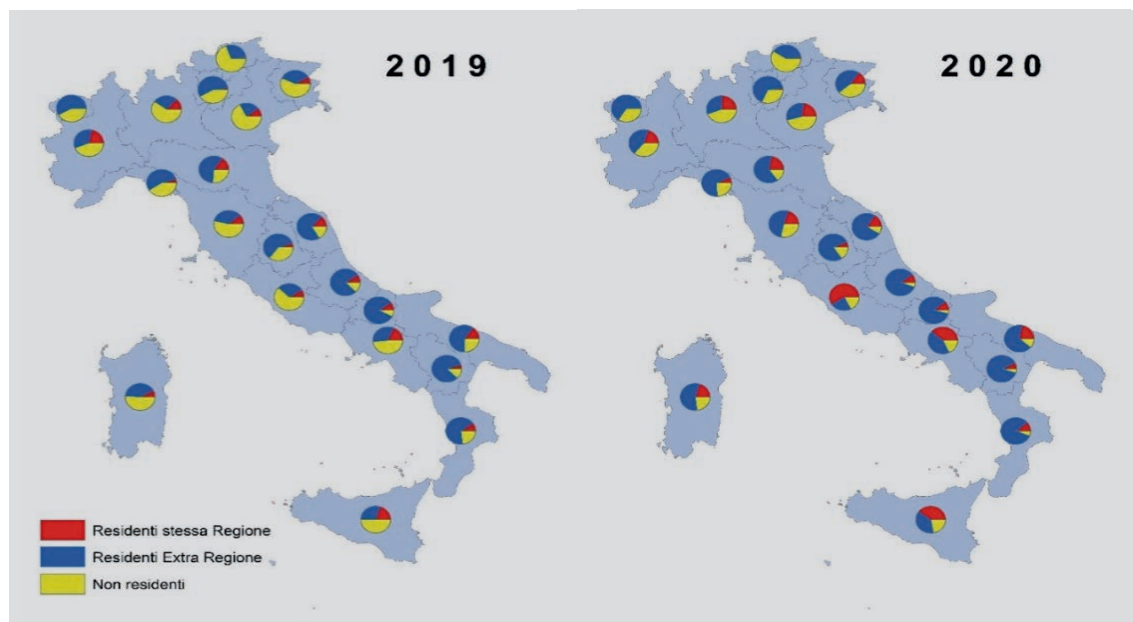 2019
2020
Residenti stessa Regione
Residenti Extra Regione
Non residenti